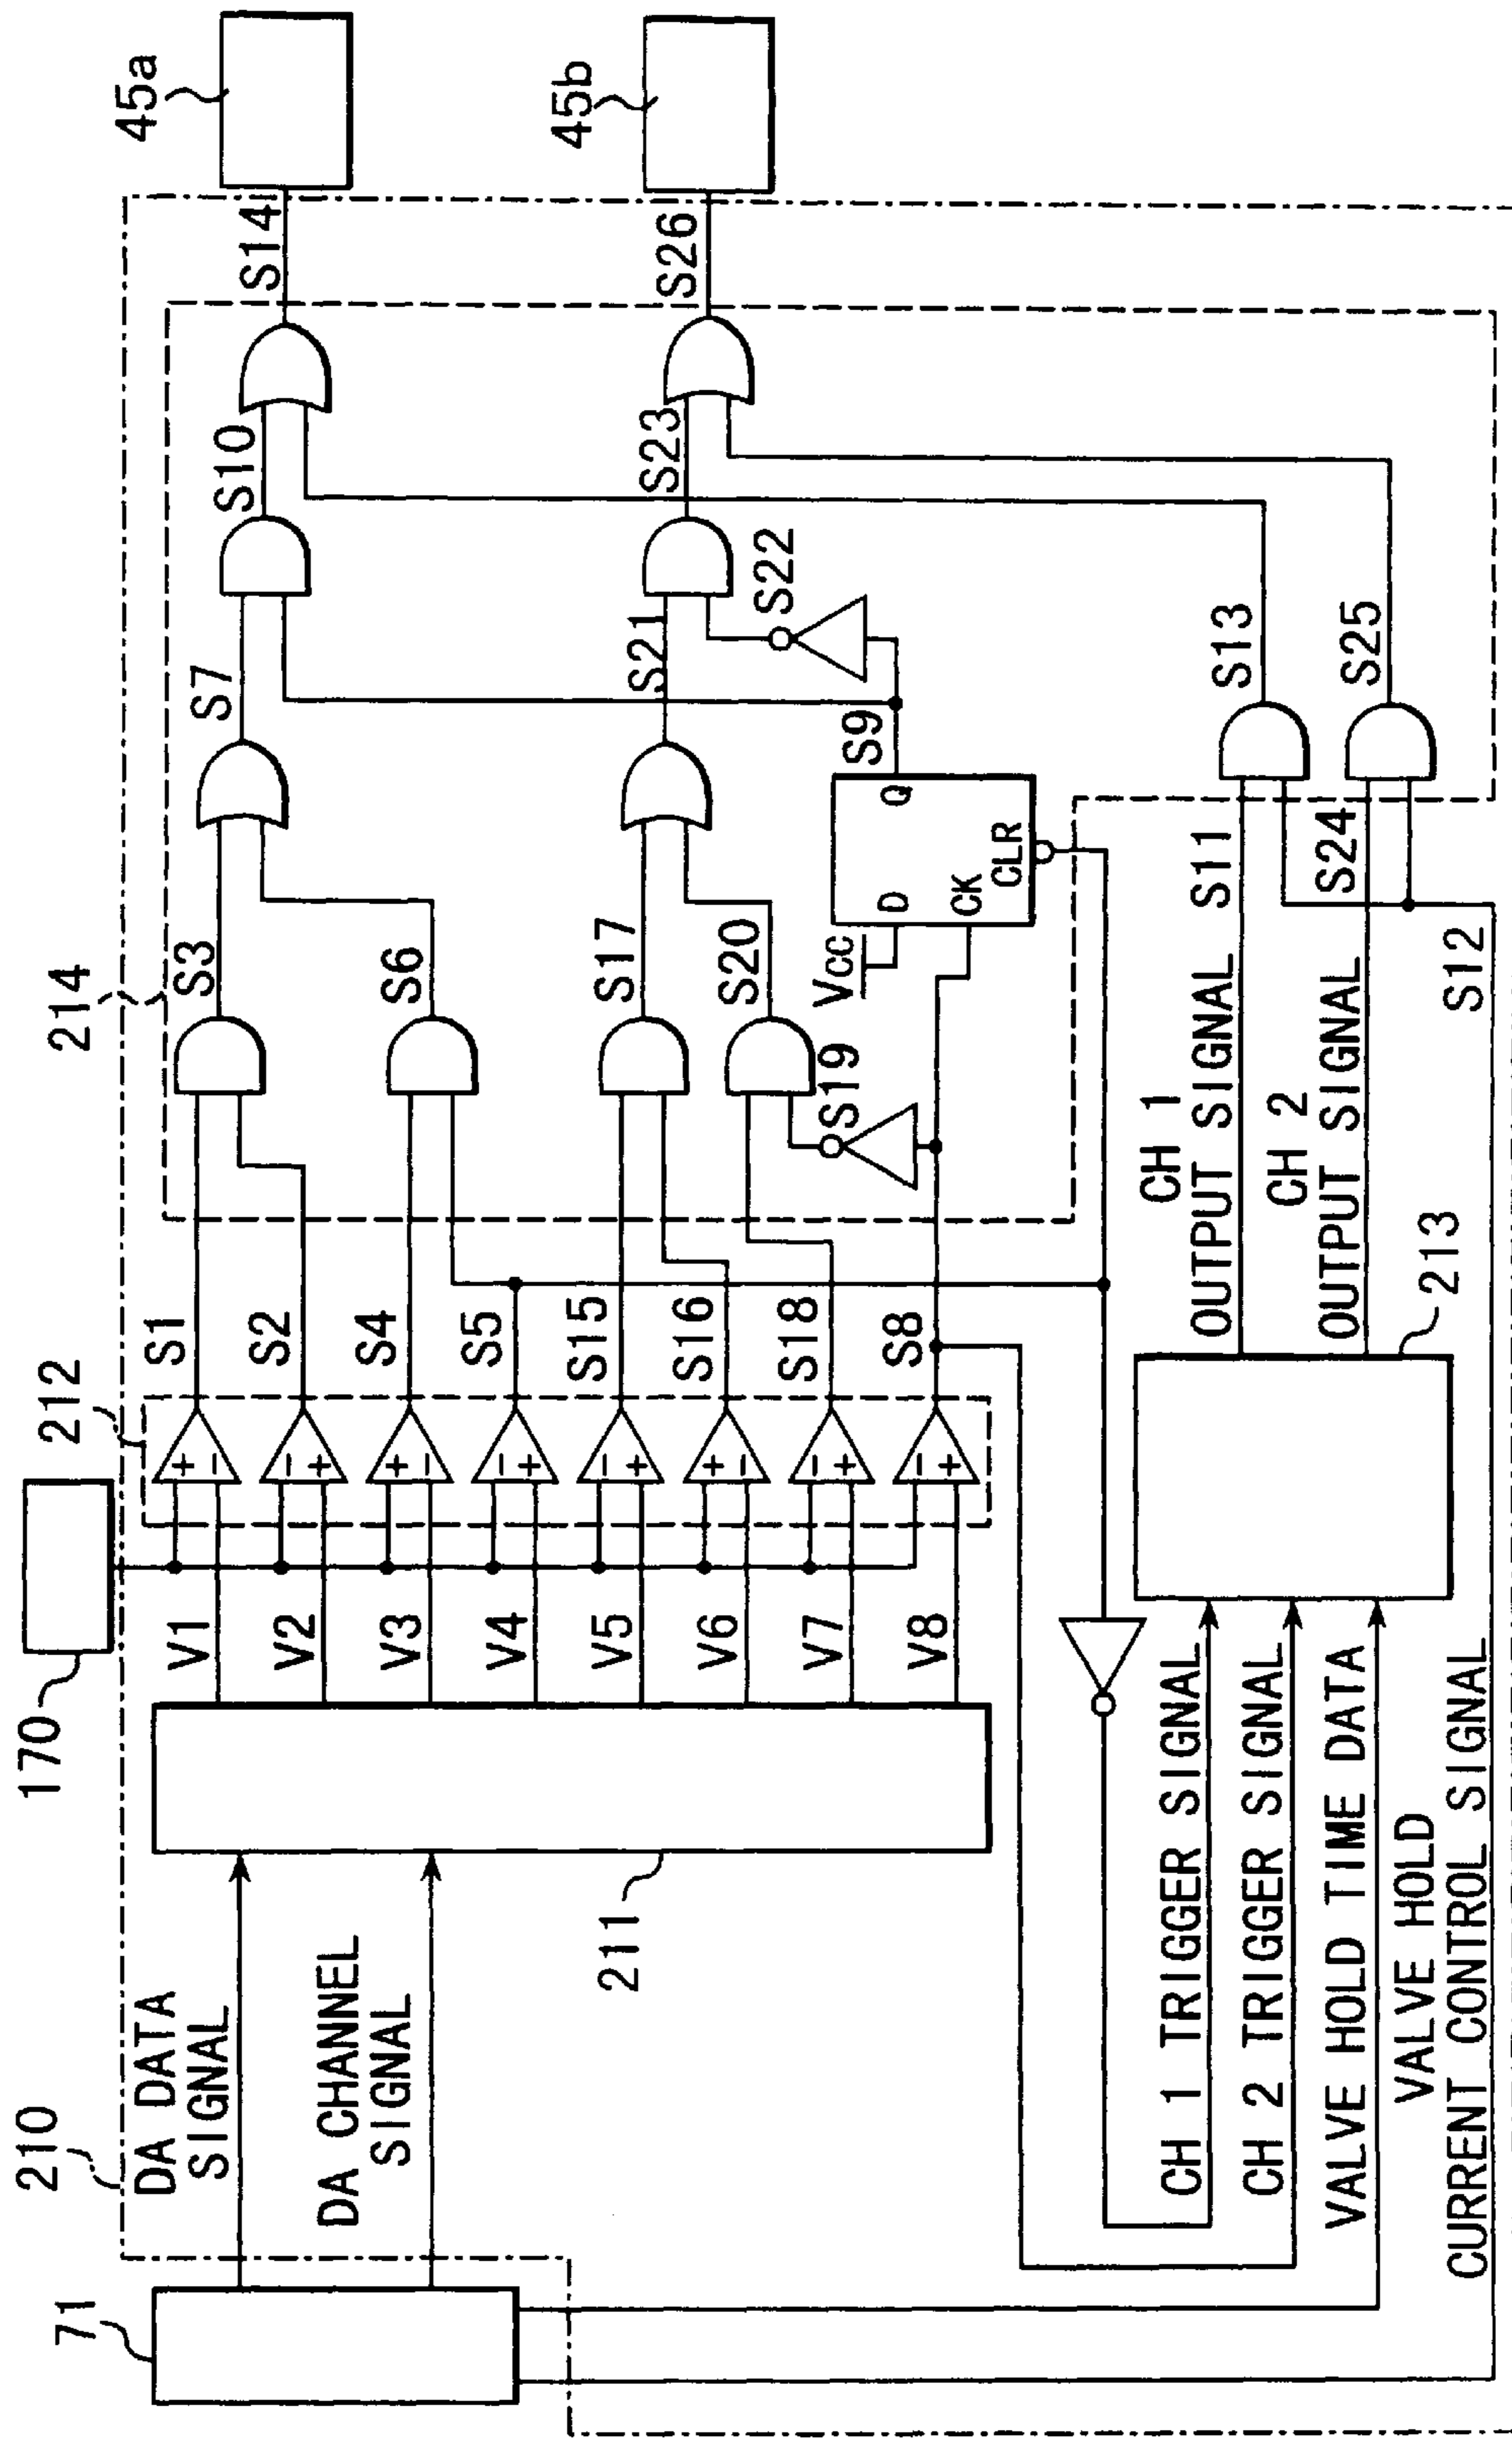 210
DA DATA
SIGNAL
DA CHANNEL
SIGNAL
71
211
170
V1
V2
V3
V4
V5
V6
V7
V8
212
+
−
−
+
+
−
−
+
−
+
+
−
−
+
−
+
S1
S2
S4
S5
S15
S16
S18
S8
214
S3
S6
S17
S20
S19
VCC
D
CK
CLR
Q
S9
S7
S21
S22
S10
S23
S14
S26
45a
45b
CH 1 TRIGGER SIGNAL
CH 2 TRIGGER SIGNAL
VALVE HOLD TIME DATA
VALVE HOLD
CURRENT CONTROL SIGNAL
213
CH 1
OUTPUT SIGNAL S11
CH 2
OUTPUT SIGNAL S24
S12
S13
S25